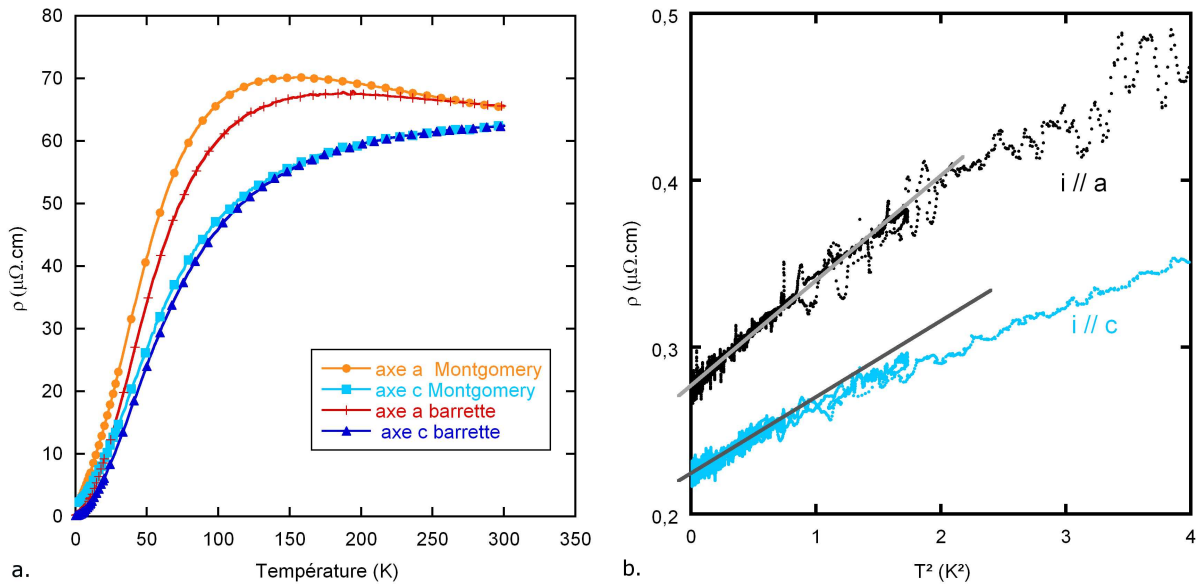 80
70
60
50
40
30
20
10
0
ρ (μΩ.cm)
0 50 100 150 200 250 300 350
Température (K)
axe a Montgomery
axe c Montgomery
axe a barrette
axe c barrette
a.
0,5
0,4
0,3
0,2
ρ (μΩ.cm)
i // a
i // c
0 1 2 3 4
T² (K²)
b.